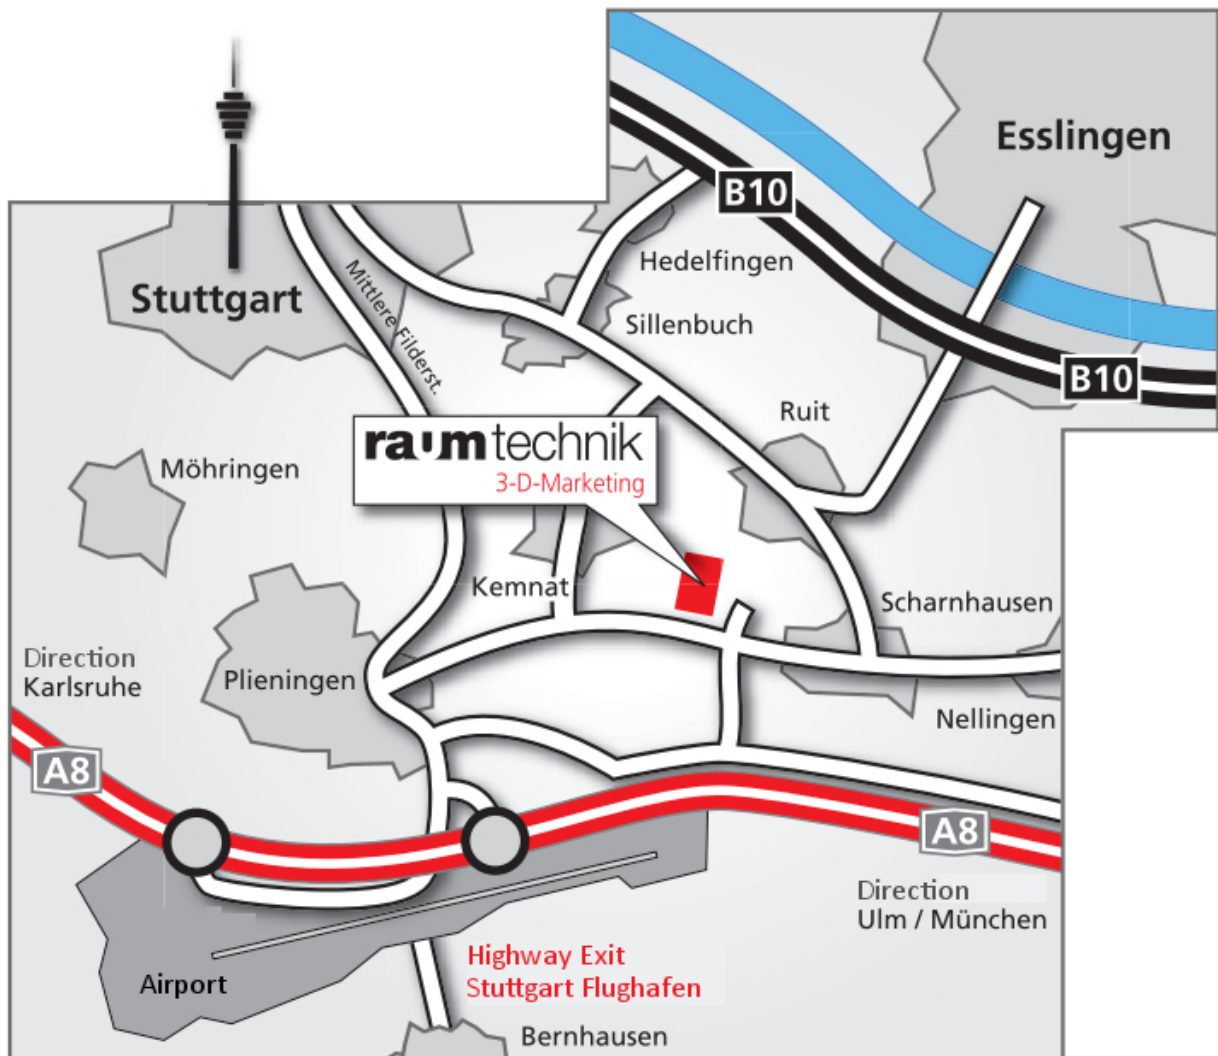 Esslingen
B10
Hedelfingen
Stuttgart
Mittlere Filderst.
Sillenbuch
B10
Ruit
raumtechnik
3-D-Marketing
Möhringen
Kemnat
Scharnhausen
Direction
Karlsruhe
Plieningen
Nellingen
A8
A8
Direction
Ulm / München
Highway Exit
Stuttgart Flughafen
Airport
Bernhausen